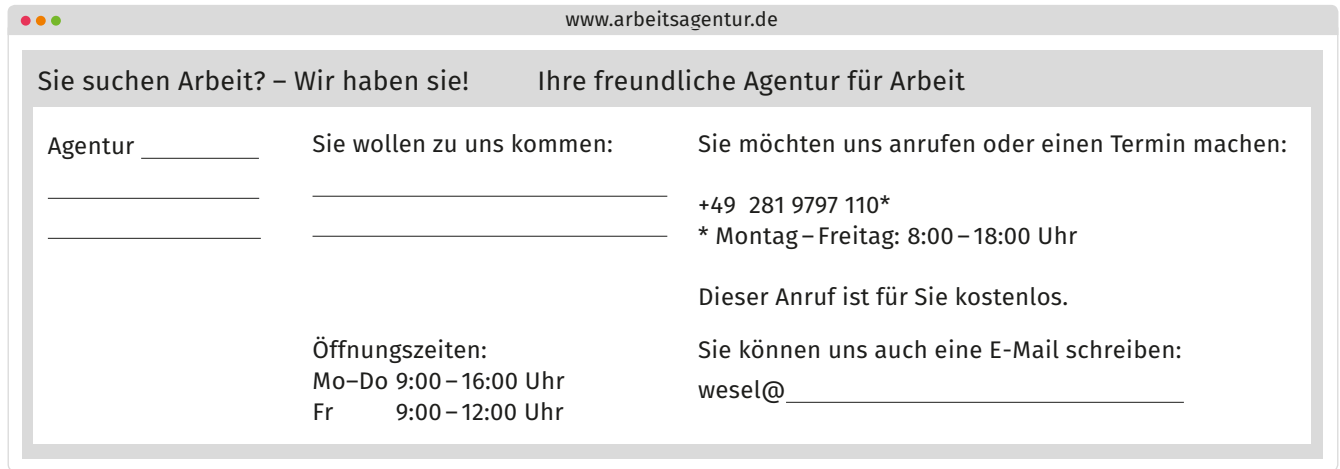 www.arbeitsagentur.de
Sie suchen Arbeit? – Wir haben sie! Ihre freundliche Agentur für Arbeit
Agentur
Sie wollen zu uns kommen:
Öffnungszeiten:
Mo–Do 9:00–16:00 Uhr
Fr 9:00–12:00 Uhr
Sie möchten uns anrufen oder einen Termin machen:
+49 281 9797 110*
* Montag–Freitag: 8:00–18:00 Uhr
Dieser Anruf ist für Sie kostenlos.
Sie können uns auch eine E-Mail schreiben:
wesel@